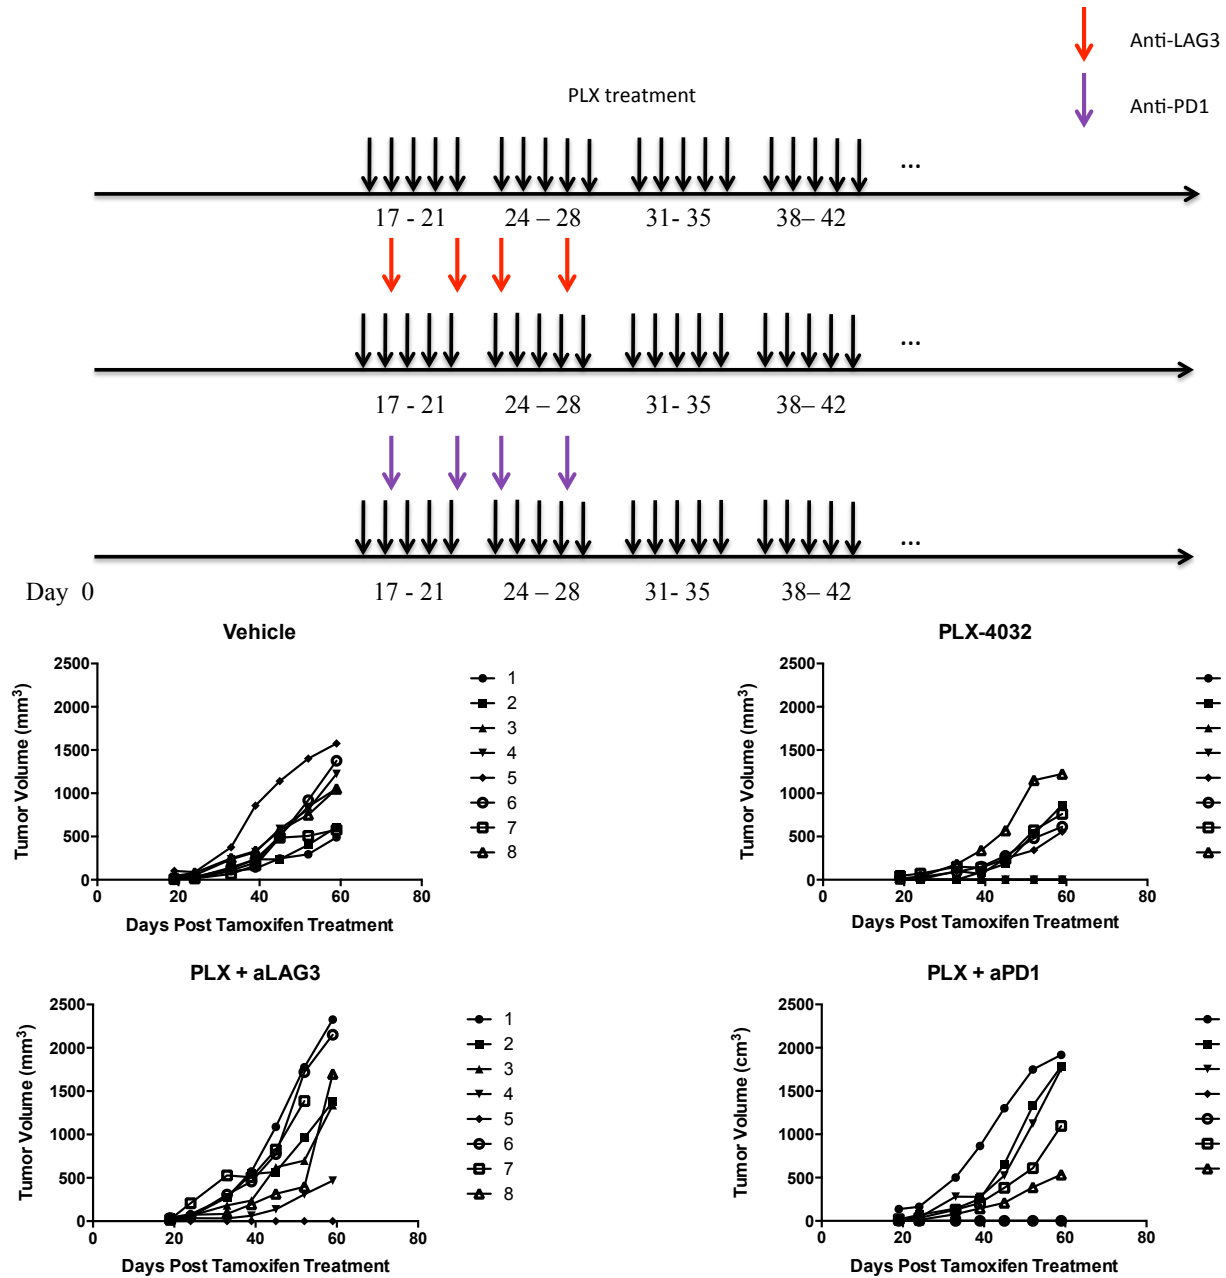 Anti-LAG3
Anti-PD1
PLX treatment
...
17 - 21 24 – 28 31- 35 38– 42
...
17 - 21 24 – 28 31- 35 38– 42
...
Day 0 17 - 21 24 – 28 31- 35 38– 42
Vehicle
Tumor Volume (mm³)
2500
2000
1500
1000
500
0
0 20 40 60 80
Days Post Tamoxifen Treatment
1
2
3
4
5
6
7
8
PLX-4032
Tumor Volume (mm³)
2500
2000
1500
1000
500
0
0 20 40 60 80
Days Post Tamoxifen Treatment
PLX + aLAG3
Tumor Volume (mm³)
2500
2000
1500
1000
500
0
0 20 40 60 80
Days Post Tamoxifen Treatment
1
2
3
4
5
6
7
8
PLX + aPD1
Tumor Volume (cm³)
2500
2000
1500
1000
500
0
0 20 40 60 80
Days Post Tamoxifen Treatment